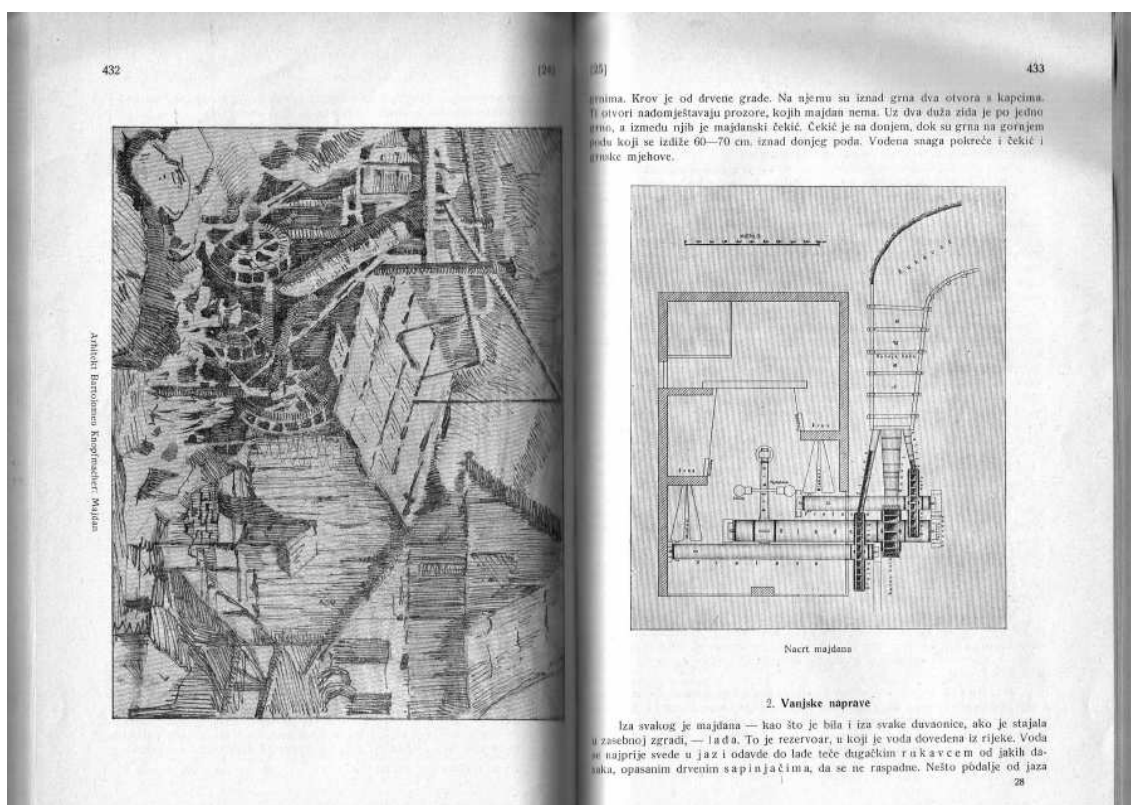 432
[24]
Arhitekt Bartolomeo Knopfmacher: Majdan
[25]
433
grnima. Krov je od drvene građe. Na njemu su iznad grna dva otvora s kapcima.
otvori nadomještavaju prozore, kojih majdan nema. Uz dva duža zida je po jedno
grno, a između njih je majdanski čekić. Čekić je na donjem, dok su grna na gornjem
podu koji se izdiže 60—70 cm. iznad donjeg poda. Vodena snaga pokreće i čekić i
grnske mjehove.
Nacrt majdana
2. Vanjske naprave
Iza svakog je majdana — kao što je bila i iza svake duvaonice, ako je stajala
u zasebnoj zgradi, — lađa. To je rezervoar, u koji je voda dovedena iz rijeke. Voda
se najprije svede u jaz i odavde do lađe teče dugačkim rukavcem od jakih da-
saka, opasanim drvenim sapinjačima, da se ne raspadne. Nešto podalje od jaza
28